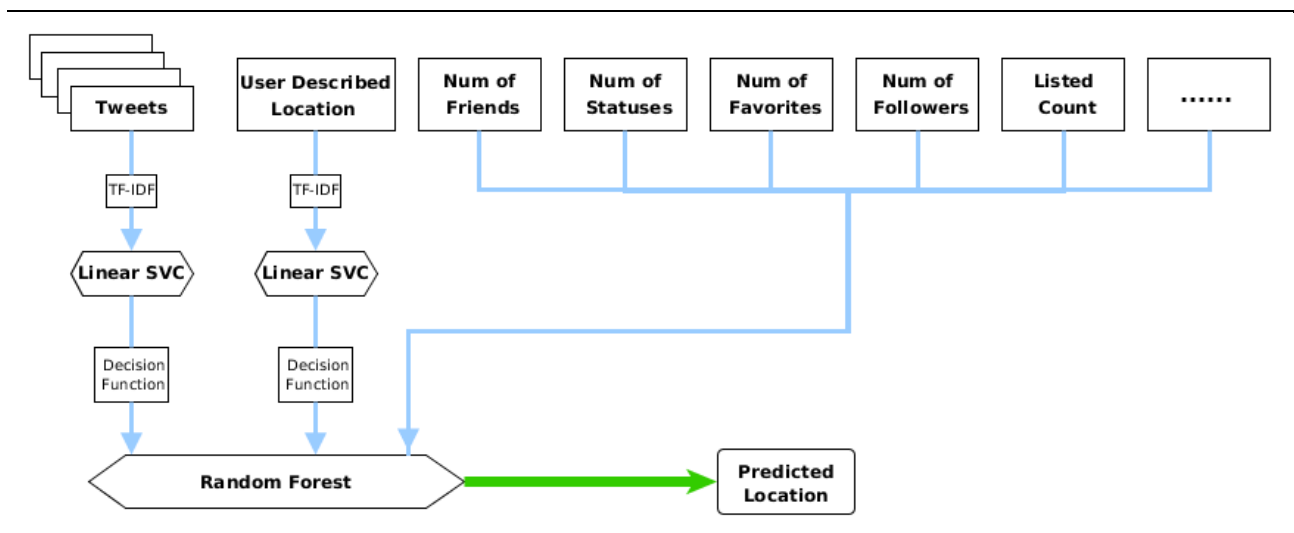 Tweets
User Described
Location
Num of
Friends
Num of
Statuses
Num of
Favorites
Num of
Followers
Listed
Count
......
TF-IDF
TF-IDF
Linear SVC
Linear SVC
Decision
Function
Decision
Function
Random Forest
Predicted
Location